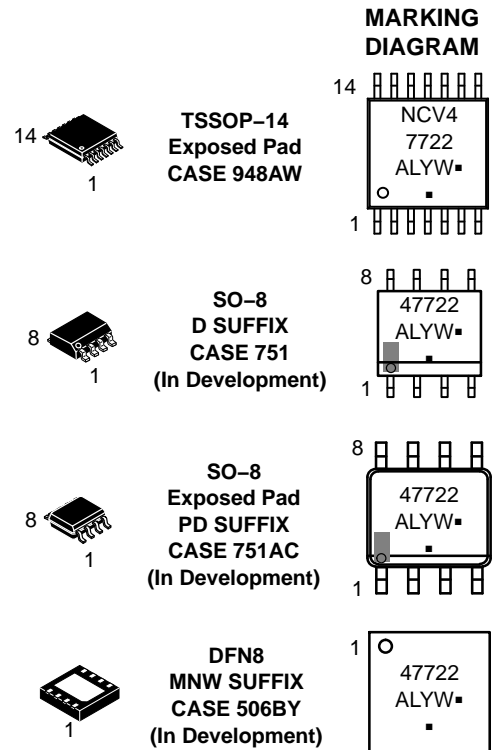 MARKING
DIAGRAM
14
1
TSSOP−14
Exposed Pad
CASE 948AW
14
NCV4
7722
ALYW▪
▪
1
8
1
SO−8
D SUFFIX
CASE 751
(In Development)
8
47722
ALYW▪
▪
1
8
1
SO−8
Exposed Pad
PD SUFFIX
CASE 751AC
(In Development)
8
47722
ALYW▪
▪
1
1
DFN8
MNW SUFFIX
CASE 506BY
(In Development)
1
47722
ALYW▪
▪